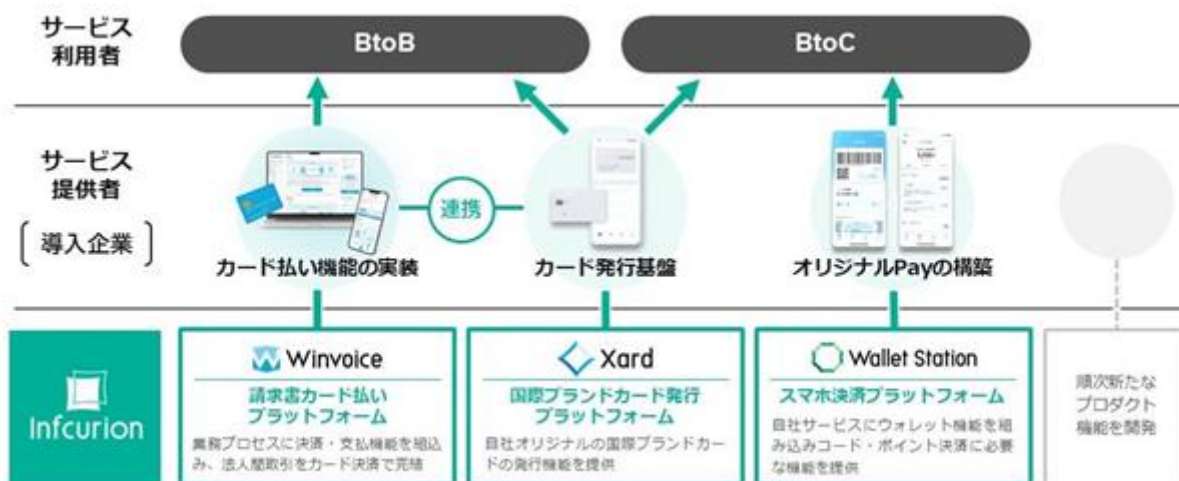 サービス
利用者
BtoB
BtoC
サービス
提供者
導入企業
連携
カード払い機能の実装
カード発行基盤
オリジナルPayの構築
Infcurion
Winvoice
請求書カード払い
プラットフォーム
業務プロセスに決済・支払機能を組込
み、法人間取引をカード決済で完結
Xard
国際ブランドカード発行
プラットフォーム
自社オリジナルの国際ブランドカー
ドの発行機能を提供
Wallet Station
スマホ決済プラットフォーム
自社サービスにウォレット機能を組
み込みコード・ポイント決済に必要
な機能を提供
順次新たな
プロダクト
機能を開発